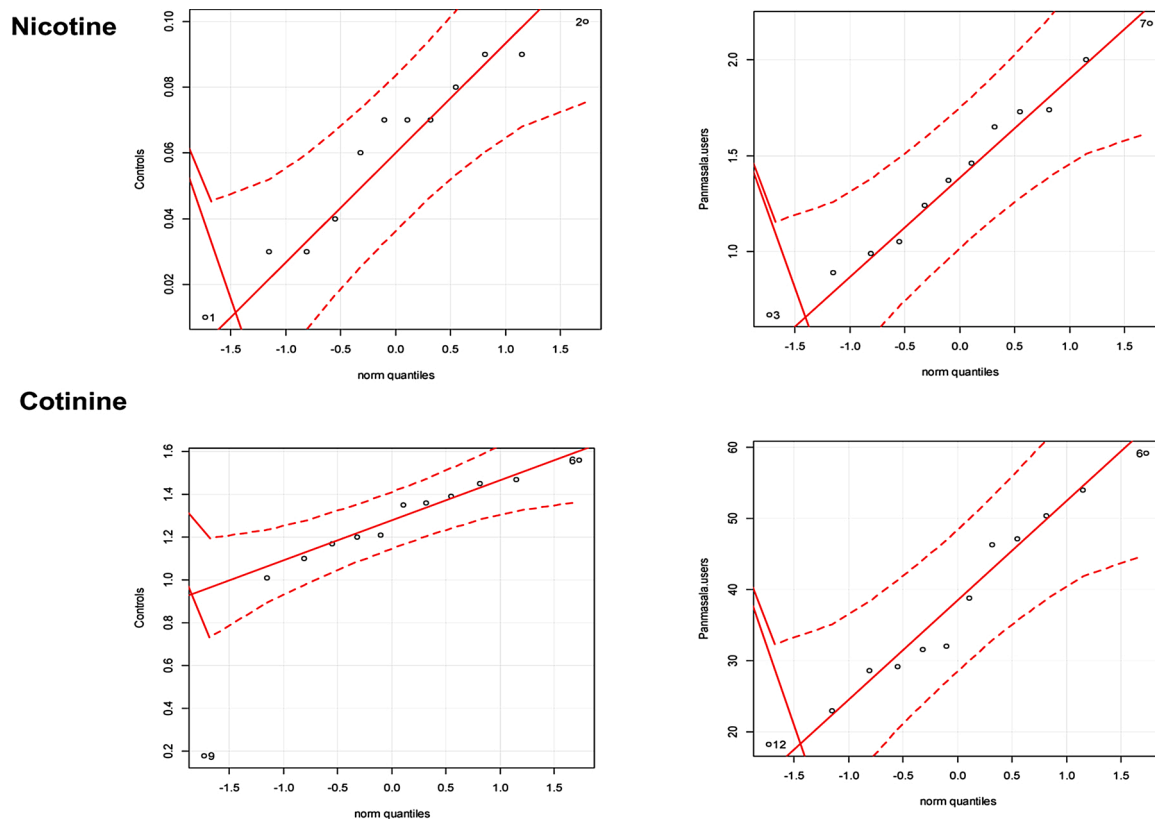 Nicotine
Controls
0.02 0.04 0.06 0.08 0.10
1
2
-1.5 -1.0 -0.5 0.0 0.5 1.0 1.5
norm quantiles
Panmasala.users
1.0 1.5 2.0
3
7
-1.5 -1.0 -0.5 0.0 0.5 1.0 1.5
norm quantiles
Cotinine
Controls
0.2 0.4 0.6 0.8 1.0 1.2 1.4 1.6
9
6
-1.5 -1.0 -0.5 0.0 0.5 1.0 1.5
norm quantiles
Panmasala.users
20 30 40 50 60
12
6
-1.5 -1.0 -0.5 0.0 0.5 1.0 1.5
norm quantiles